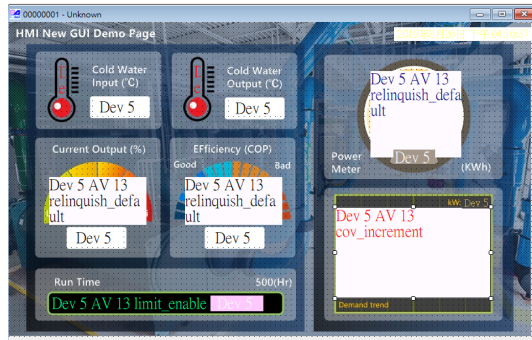 00000001 - Unknown
HMI New GUI Demo Page
Cold Water
Input (℃)
Dev 5
Cold Water
Output (℃)
Dev 5
Current Output (%)
Dev 5 AV 13
relinquish_defa
ult
Dev 5
EFficiency (COP)
Good
Bad
Dev 5 AV 13
relinquish_defa
ult
Dev 5
Dev 5 AV 13
relinquish_defa
ult
Dev 5
Power
Meter
(KWh)
kW: Dev 5
Dev 5 AV 13
cov_increment
Demand trend
Run Time
500(Hr)
Dev 5 AV 13 limit_enable Dev 5